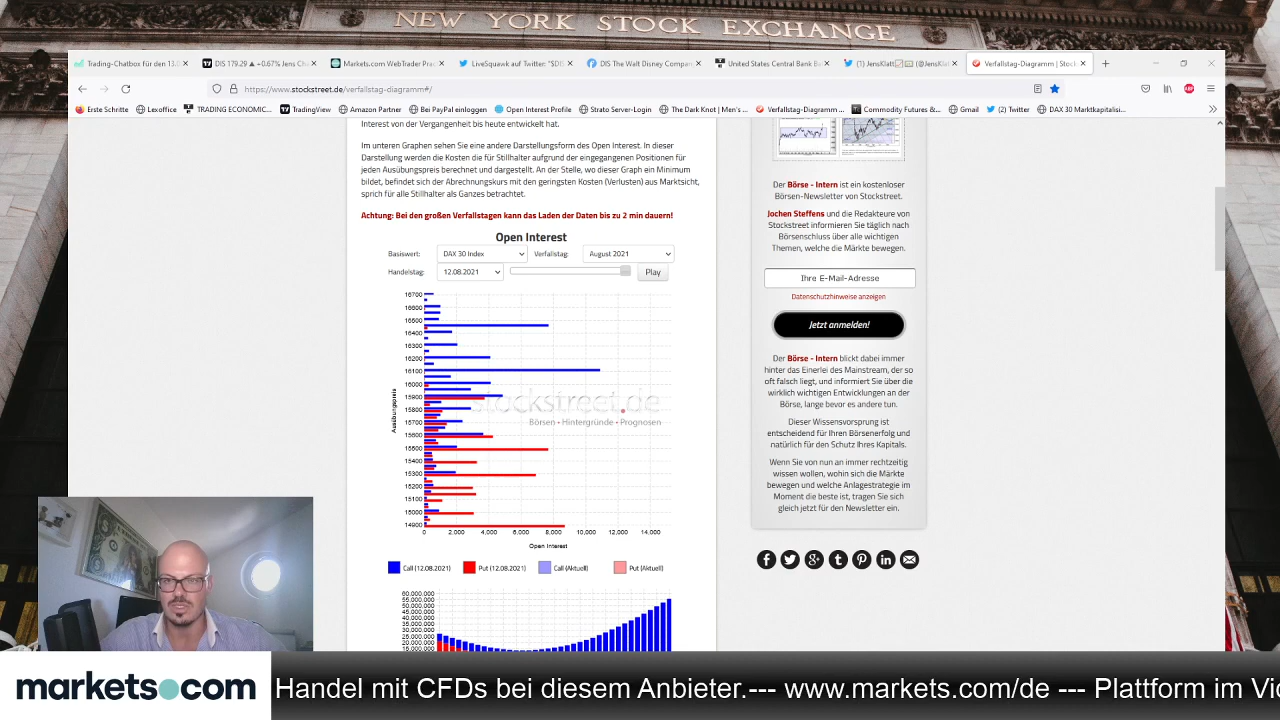 NEW YORK STOCK EXCHANGE
Trading-Chatbox für den 13.0
DIS 179.29 ▲ +0.67% Jens Ch
Markets.com WebTrader Prac
LiveSquawk auf Twitter: "SDIS
DIS The Walt Disney Compan
United States Central Bank Ba
(1) JensKlatt
(@JensKlat
Verfallstag-Diagramm | Stock
https://www.stockstreet.de/verfallstag-diagramm#/
Erste Schritte
Lexoffice
TRADING ECONOMIC...
TradingView
Amazon Partner
Bei PayPal einloggen
Open Interest Profile
Strato Server-Login
The Dark Knot | Men's ...
Verfallstag-Diagramm ...
Commodity Futures &...
Gmail
(2) Twitter
DAX 30 Marktkapitalisi...
Interest von der Vergangenheit bis heute entwickelt hat.
Im unteren Graphen sehen Sie eine andere Darstellungsform des Open Interest. In dieser
Darstellung werden die Kosten die für Stillhalter aufgrund der eingegangenen Positionen für
jeden Ausübungspreis berechnet und dargestellt. An der Stelle, wo dieser Graph ein Minimum
bildet, befindet sich der Abrechnungskurs mit den geringsten Kosten (Verlusten) aus Marktsicht,
sprich für alle Stillhalter als Ganzes betrachtet.
Achtung: Bei den großen Verfallstagen kann das Laden der Daten bis zu 2 min dauern!
Open Interest
Basiswert:
DAX 30 Index
Verfallstag:
August 2021
Handelstag:
12.08.2021
Play
16700
16600
16500
16400
16300
16200
16100
16000
15900
15800
15700
15600
15500
15400
15300
15200
15100
15000
14900
Ausübungspreis
stockstreet.de
Börsen • Hintergründe • Prognosen
0
2,000
4,000
6,000
8,000
10,000
12,000
14,000
Open Interest
Call (12.08.2021)
Put (12.08.2021)
Call (Aktuell)
Put (Aktuell)
60.000.000
55.000.000
50.000.000
45.000.000
40.000.000
35.000.000
30.000.000
25.000.000
20.000.000
15.000.000
Der Börse - Intern ist ein kostenloser
Börsen-Newsletter von Stockstreet.
Jochen Steffens und die Redakteure von
Stockstreet informieren Sie täglich nach
Börsenschluss über alle wichtigen
Themen, welche die Märkte bewegen.
Ihre E-Mail-Adresse
Datenschutzhinweise anzeigen
Jetzt anmelden!
Der Börse - Intern blickt dabei immer
hinter das Einerlei des Mainstream, der so
oft falsch liegt, und informiert Sie über die
wirklich wichtigen Entwicklungen an der
Börse, lange bevor es andere tun.
Dieser Wissensvorsprung ist
entscheidend für Ihren Börsenerfolg und
natürlich für den Schutz Ihres Kapitals.
Wenn Sie von nun an immer rechtzeitig
wissen wollen, wohin sich die Märkte
bewegen und welche Anlagestrategie im
Moment die beste ist, tragen Sie sich
gleich jetzt für den Newsletter ein.
markets.com
Handel mit CFDs bei diesem Anbieter.--- www.markets.com/de --- Plattform im Vi